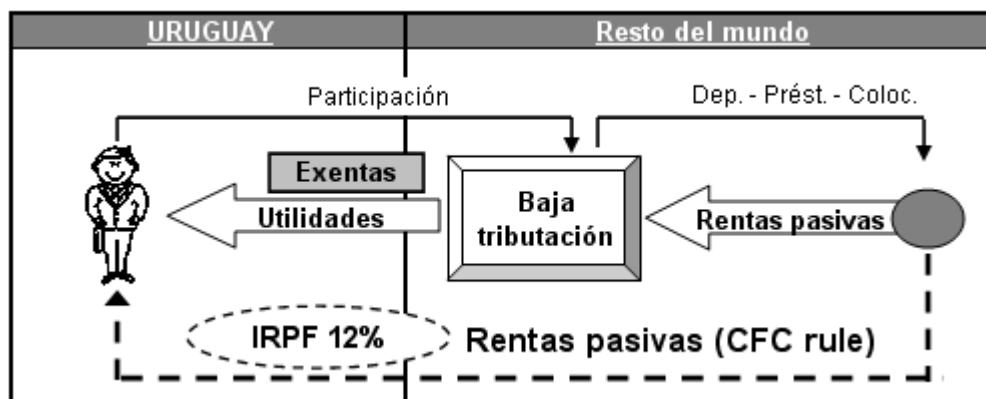 URUGUAY
Resto del mundo
Participación
Dep. - Prést. - Coloc.
Exentas
Utilidades
Baja
tributación
Rentas pasivas
IRPF 12%
Rentas pasivas (CFC rule)